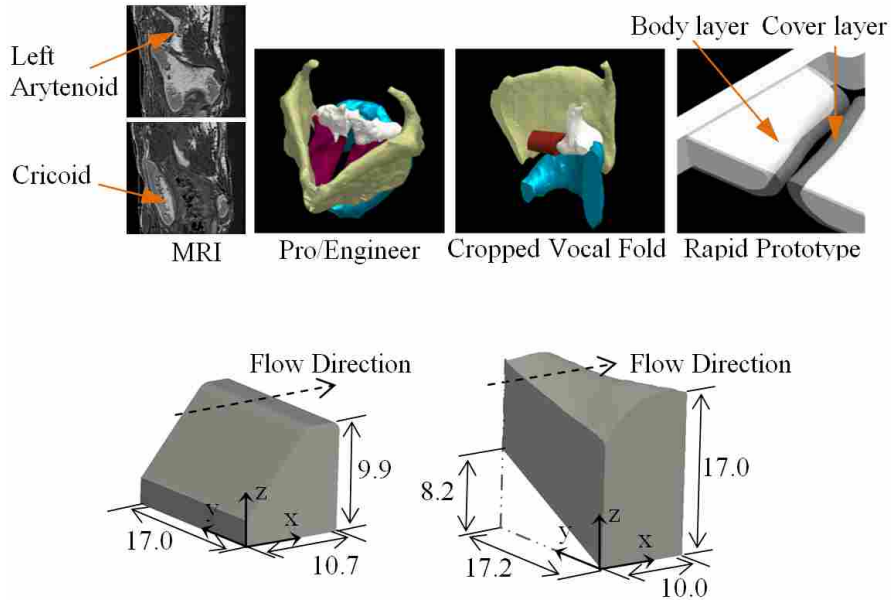 Left
Arytenoid
Cricoid
Body layer
Cover layer
MRI
Pro/Engineer
Cropped Vocal Fold
Rapid Prototype
Flow Direction
9.9
z
y
x
17.0
10.7
Flow Direction
17.0
8.2
z
y
x
17.2
10.0